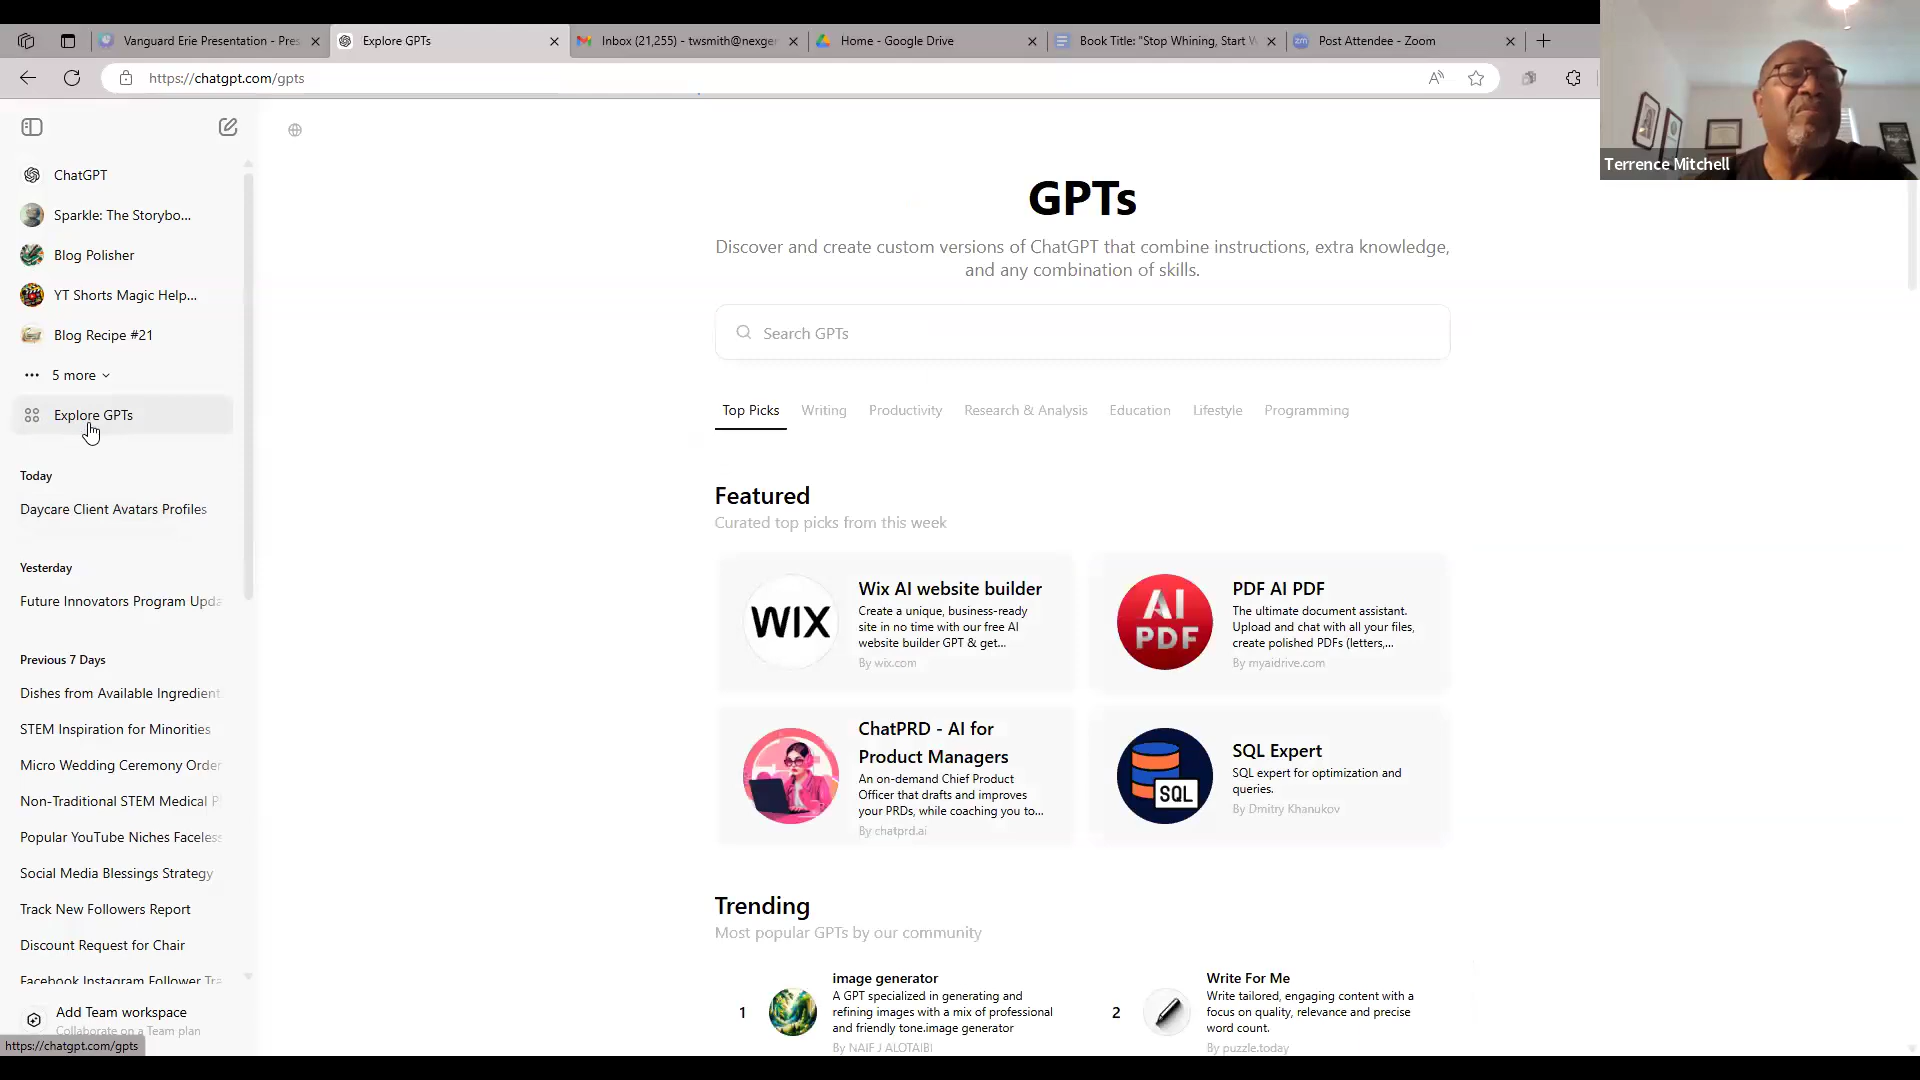 Vanguard Erie Presentation - Pres
Explore GPTs
Inbox (21,255) - twsmith@nexge
Home - Google Drive
Book Title: "Stop Whining, Start W
zm
Post Attendee - Zoom
https://chatgpt.com/gpts
Terrence Mitchell
ChatGPT
Sparkle: The Storybo...
Blog Polisher
YT Shorts Magic Help...
Blog Recipe #21
5 more
Explore GPTs
Today
Daycare Client Avatars Profiles
Yesterday
Future Innovators Program Upda
Previous 7 Days
Dishes from Available Ingredient
STEM Inspiration for Minorities
Micro Wedding Ceremony Order
Non-Traditional STEM Medical P
Popular YouTube Niches Faceless
Social Media Blessings Strategy
Track New Followers Report
Discount Request for Chair
Facebook Instagram Follower Tra
Add Team workspace
Collaborate on a Team plan
https://chatgpt.com/gpts
GPTs
Discover and create custom versions of ChatGPT that combine instructions, extra knowledge,
and any combination of skills.
Search GPTs
Top Picks Writing Productivity Research & Analysis Education Lifestyle Programming
Featured
Curated top picks from this week
WIX
Wix AI website builder
Create a unique, business-ready
site in no time with our free AI
website builder GPT & get...
By wix.com
AI
PDF
PDF AI PDF
The ultimate document assistant.
Upload and chat with all your files,
create polished PDFs (letters,...
By myaidrive.com
ChatPRD - AI for
Product Managers
An on-demand Chief Product
Officer that drafts and improves
your PRDs, while coaching you to...
By chatprd.ai
SQL
SQL Expert
SQL expert for optimization and
queries.
By Dmitry Khanukov
Trending
Most popular GPTs by our community
1
image generator
A GPT specialized in generating and
refining images with a mix of professional
and friendly tone.image generator
By NAIF J ALOTAIBI
2
Write For Me
Write tailored, engaging content with a
focus on quality, relevance and precise
word count.
By puzzle.today